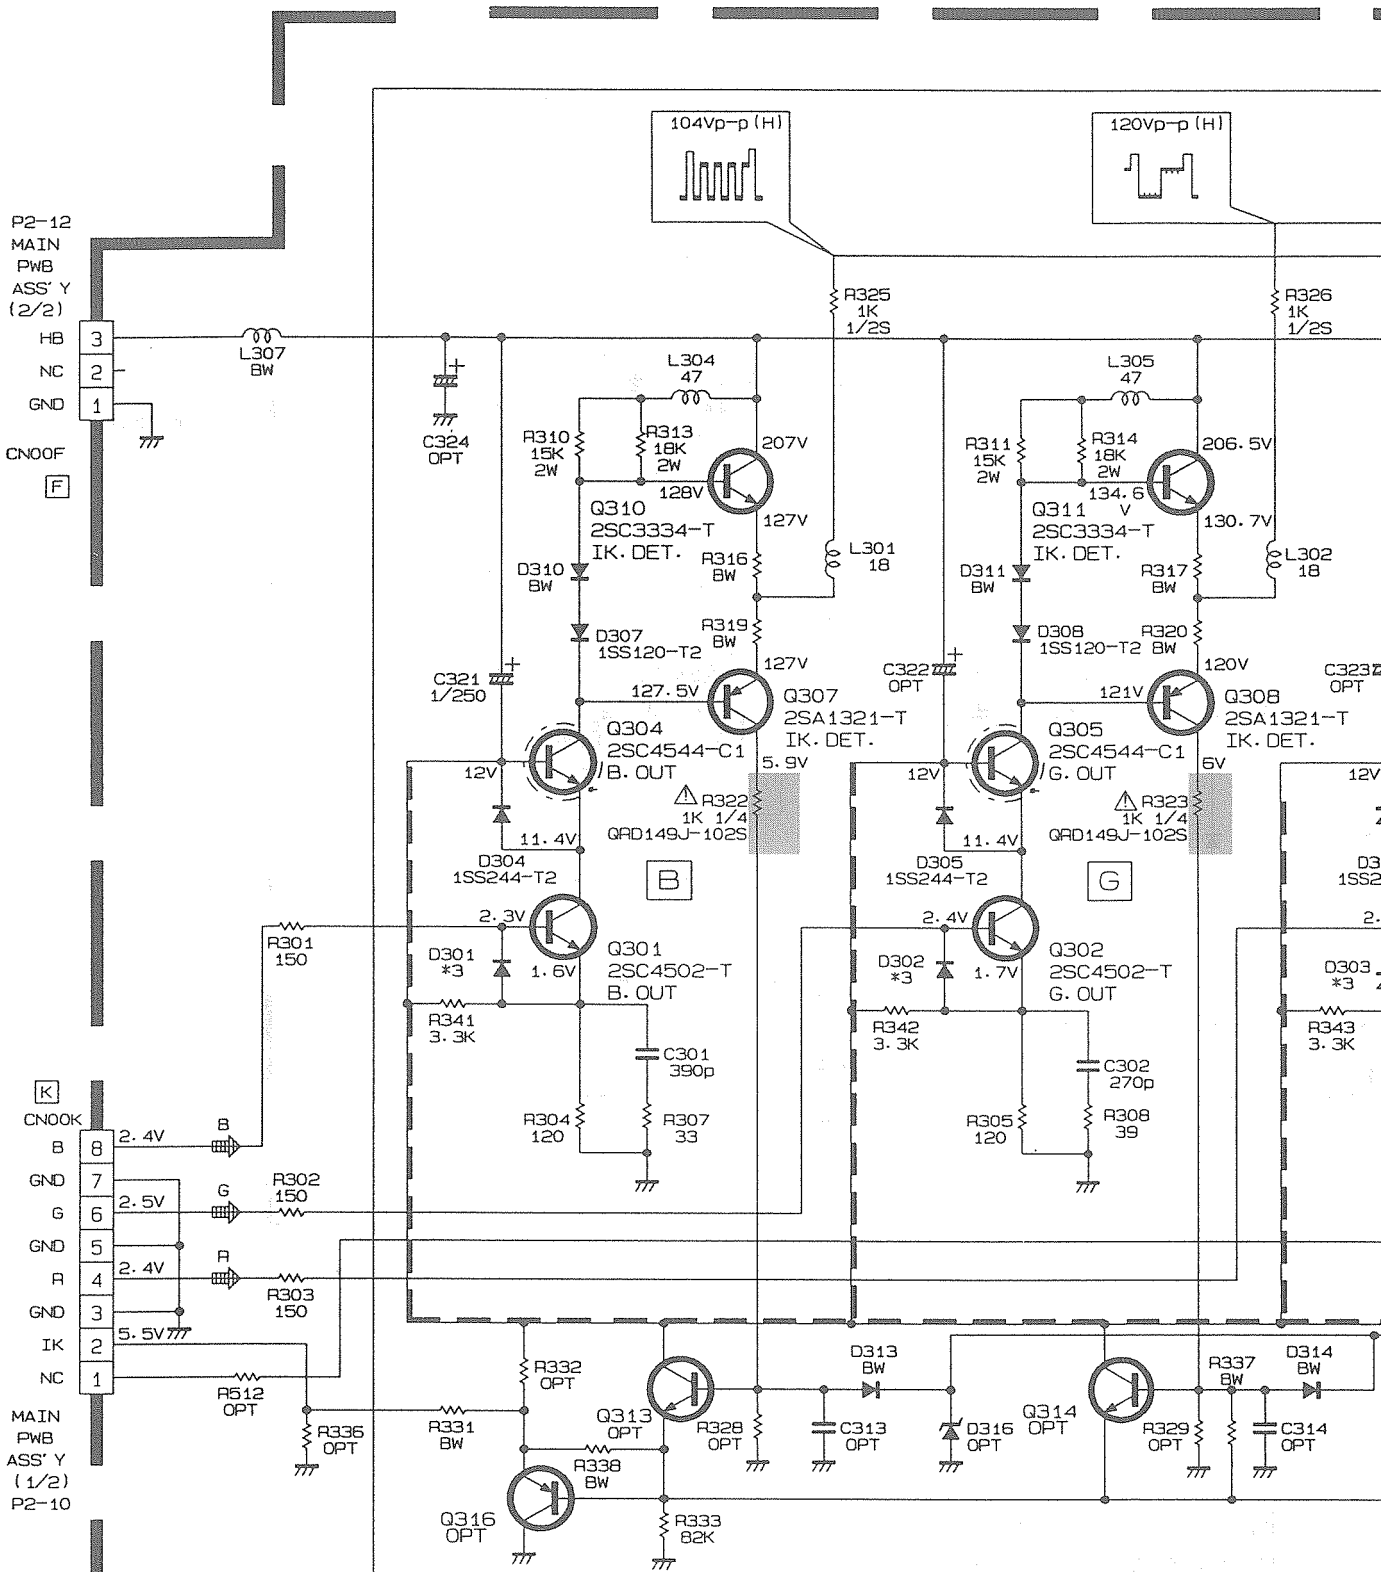 104Vp-p (H)
120Vp-p (H)
P2-12
MAIN
PWB
ASS'Y
(2/2)
HB 3
NC 2
GND 1
CN00F
F
L307
BW
+
C324
OPT
R325
1K
1/2S
R326
1K
1/2S
L304
47
R310
15K
2W
R313
18K
2W
207V
128V
127V
Q310
2SC3334-T
IK. DET.
R316
BW
L301
18
D310
BW
D307
1SS120-T2
R319
BW
127V
C321
1/250
+
127.5V
Q307
2SA1321-T
IK. DET.
Q304
2SC4544-C1
B. OUT
12V
5.9V
R322
1K 1/4
QRD149J-102S
11.4V
D304
1SS244-T2
B
2.3V
R301
150
D301
*3
1.6V
Q301
2SC4502-T
B. OUT
R341
3.3K
C301
390p
R304
120
R307
33
L305
47
R311
15K
2W
R314
18K
2W
206.5V
134.6
V
130.7V
Q311
2SC3334-T
IK. DET.
R317
BW
L302
18
D311
BW
D308
1SS120-T2
R320
BW
120V
C322
OPT
+
121V
Q308
2SA1321-T
IK. DET.
C323
OPT
Q305
2SC4544-C1
G. OUT
12V
6V
12V
R323
1K 1/4
QRD149J-102S
11.4V
D305
1SS244-T2
G
D3
1SS2
2.4V
2.
D302
*3
1.7V
Q302
2SC4502-T
G. OUT
D303
*3
R342
3.3K
R343
3.3K
C302
270p
R305
120
R308
39
K
CN00K
B 8 2.4V B
GND 7
G 6 2.5V G
R302
150
GND 5
R 4 2.4V R
R303
150
GND 3
IK 2 5.5V
NC 1
R512
OPT
MAIN
PWB
ASS'Y
(1/2)
P2-10
R336
OPT
R331
BW
R332
OPT
Q313
OPT
R338
BW
Q316
OPT
R333
82K
R328
OPT
C313
OPT
D313
BW
D316
OPT
Q314
OPT
R329
OPT
R337
BW
D314
BW
C314
OPT